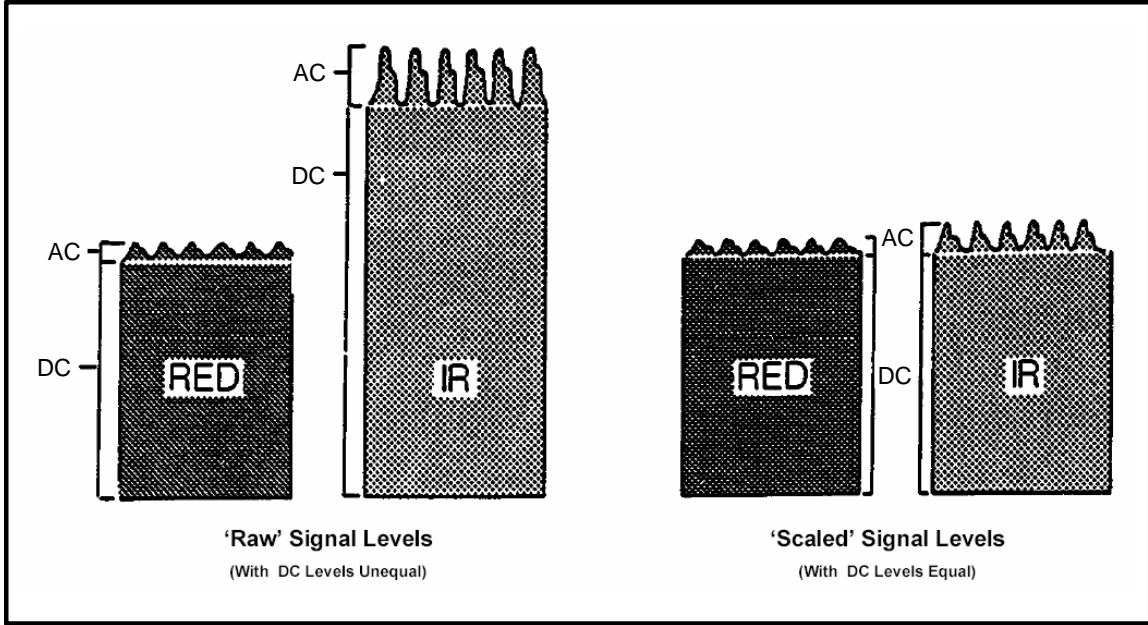 AC
DC
AC
DC
RED
IR
'Raw' Signal Levels
(With DC Levels Unequal)
AC
DC
RED
IR
'Scaled' Signal Levels
(With DC Levels Equal)